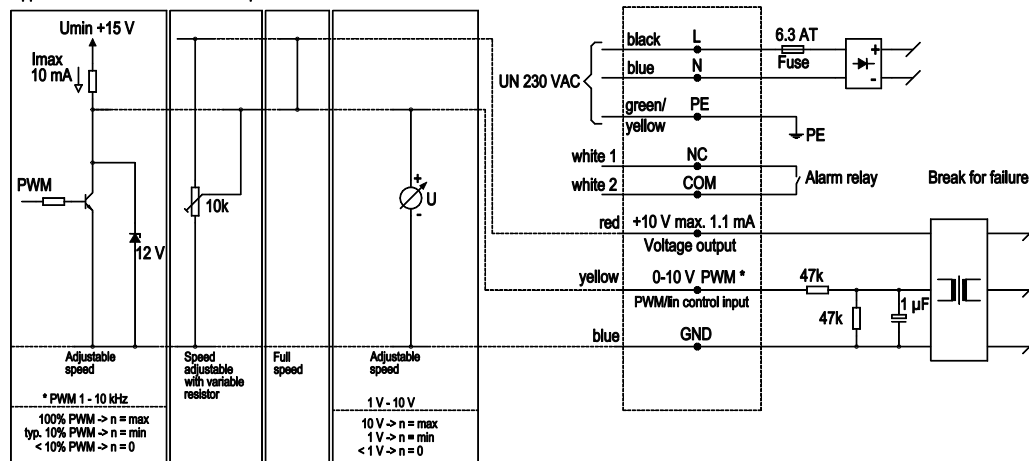 Umin +15 V
Imax
10 mA
PWM
12 V
Adjustable
speed
* PWM 1 - 10 kHz
100% PWM -> n = max
typ. 10% PWM -> n = min
< 10% PWM -> n = 0
10k
Speed
adjustable
with variable
resistor
Full
speed
+
U
-
Adjustable
speed
1 V - 10 V
10 V -> n = max
1 V -> n = min
< 1 V -> n = 0
UN 230 VAC
black
L
6.3 AT
Fuse
+
-
blue
N
green/
yellow
PE
PE
white 1
NC
white 2
COM
Alarm relay
Break for failure
red
+10 V max. 1.1 mA
Voltage output
yellow
0-10 V PWM *
PWM/lin control input
47k
47k
1 µF
blue
GND